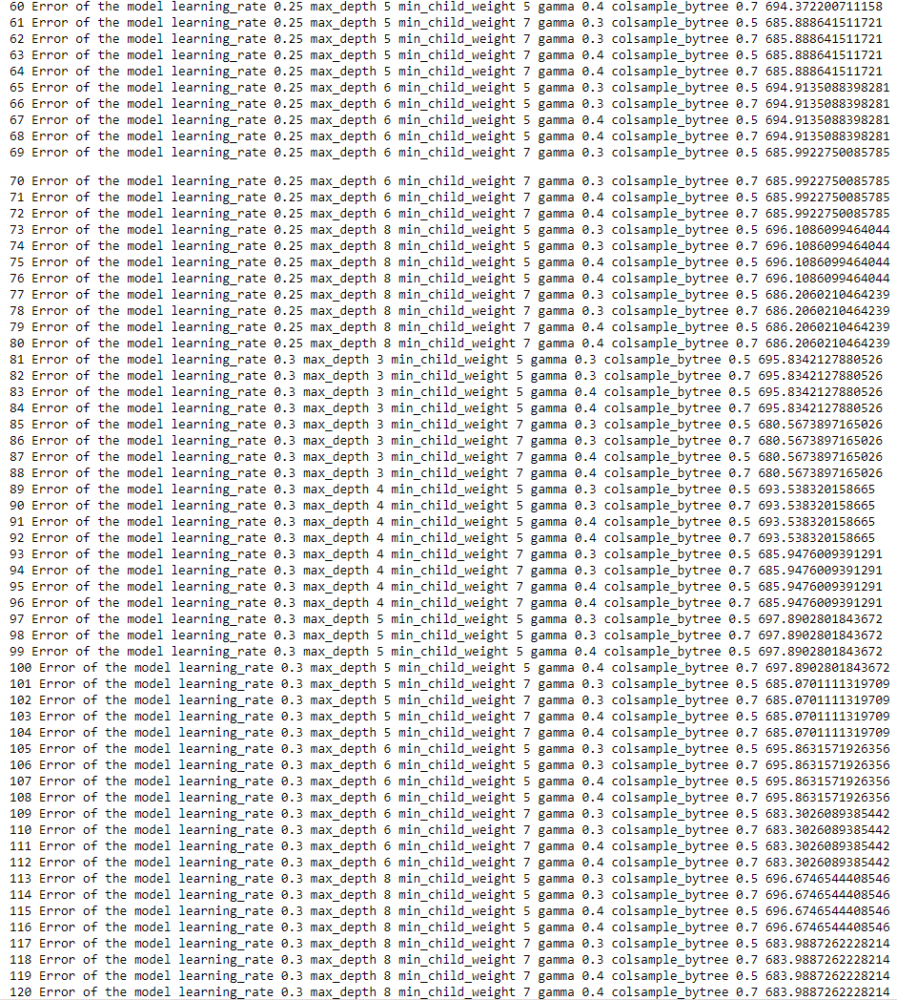 60 Error of the model learning_rate 0.25 max_depth 5 min_child_weight 5 gamma 0.4 colsample_bytree 0.7 694.372200711158
61 Error of the model learning_rate 0.25 max_depth 5 min_child_weight 7 gamma 0.3 colsample_bytree 0.5 685.888641511721
62 Error of the model learning_rate 0.25 max_depth 5 min_child_weight 7 gamma 0.3 colsample_bytree 0.7 685.888641511721
63 Error of the model learning_rate 0.25 max_depth 5 min_child_weight 7 gamma 0.4 colsample_bytree 0.5 685.888641511721
64 Error of the model learning_rate 0.25 max_depth 5 min_child_weight 7 gamma 0.4 colsample_bytree 0.7 685.888641511721
65 Error of the model learning_rate 0.25 max_depth 6 min_child_weight 5 gamma 0.3 colsample_bytree 0.5 694.9135088398281
66 Error of the model learning_rate 0.25 max_depth 6 min_child_weight 5 gamma 0.3 colsample_bytree 0.7 694.9135088398281
67 Error of the model learning_rate 0.25 max_depth 6 min_child_weight 5 gamma 0.4 colsample_bytree 0.5 694.9135088398281
68 Error of the model learning_rate 0.25 max_depth 6 min_child_weight 5 gamma 0.4 colsample_bytree 0.7 694.9135088398281
69 Error of the model learning_rate 0.25 max_depth 6 min_child_weight 7 gamma 0.3 colsample_bytree 0.5 685.9922750085785
70 Error of the model learning_rate 0.25 max_depth 6 min_child_weight 7 gamma 0.3 colsample_bytree 0.7 685.9922750085785
71 Error of the model learning_rate 0.25 max_depth 6 min_child_weight 7 gamma 0.4 colsample_bytree 0.5 685.9922750085785
72 Error of the model learning_rate 0.25 max_depth 6 min_child_weight 7 gamma 0.4 colsample_bytree 0.7 685.9922750085785
73 Error of the model learning_rate 0.25 max_depth 8 min_child_weight 5 gamma 0.3 colsample_bytree 0.5 696.1086099464044
74 Error of the model learning_rate 0.25 max_depth 8 min_child_weight 5 gamma 0.3 colsample_bytree 0.7 696.1086099464044
75 Error of the model learning_rate 0.25 max_depth 8 min_child_weight 5 gamma 0.4 colsample_bytree 0.5 696.1086099464044
76 Error of the model learning_rate 0.25 max_depth 8 min_child_weight 5 gamma 0.4 colsample_bytree 0.7 696.1086099464044
77 Error of the model learning_rate 0.25 max_depth 8 min_child_weight 7 gamma 0.3 colsample_bytree 0.5 686.2060210464239
78 Error of the model learning_rate 0.25 max_depth 8 min_child_weight 7 gamma 0.3 colsample_bytree 0.7 686.2060210464239
79 Error of the model learning_rate 0.25 max_depth 8 min_child_weight 7 gamma 0.4 colsample_bytree 0.5 686.2060210464239
80 Error of the model learning_rate 0.25 max_depth 8 min_child_weight 7 gamma 0.4 colsample_bytree 0.7 686.2060210464239
81 Error of the model learning_rate 0.3 max_depth 3 min_child_weight 5 gamma 0.3 colsample_bytree 0.5 695.8342127880526
82 Error of the model learning_rate 0.3 max_depth 3 min_child_weight 5 gamma 0.3 colsample_bytree 0.7 695.8342127880526
83 Error of the model learning_rate 0.3 max_depth 3 min_child_weight 5 gamma 0.4 colsample_bytree 0.5 695.8342127880526
84 Error of the model learning_rate 0.3 max_depth 3 min_child_weight 5 gamma 0.4 colsample_bytree 0.7 695.8342127880526
85 Error of the model learning_rate 0.3 max_depth 3 min_child_weight 7 gamma 0.3 colsample_bytree 0.5 680.5673897165026
86 Error of the model learning_rate 0.3 max_depth 3 min_child_weight 7 gamma 0.3 colsample_bytree 0.7 680.5673897165026
87 Error of the model learning_rate 0.3 max_depth 3 min_child_weight 7 gamma 0.4 colsample_bytree 0.5 680.5673897165026
88 Error of the model learning_rate 0.3 max_depth 3 min_child_weight 7 gamma 0.4 colsample_bytree 0.7 680.5673897165026
89 Error of the model learning_rate 0.3 max_depth 4 min_child_weight 5 gamma 0.3 colsample_bytree 0.5 693.538320158665
90 Error of the model learning_rate 0.3 max_depth 4 min_child_weight 5 gamma 0.3 colsample_bytree 0.7 693.538320158665
91 Error of the model learning_rate 0.3 max_depth 4 min_child_weight 5 gamma 0.4 colsample_bytree 0.5 693.538320158665
92 Error of the model learning_rate 0.3 max_depth 4 min_child_weight 5 gamma 0.4 colsample_bytree 0.7 693.538320158665
93 Error of the model learning_rate 0.3 max_depth 4 min_child_weight 7 gamma 0.3 colsample_bytree 0.5 685.9476009391291
94 Error of the model learning_rate 0.3 max_depth 4 min_child_weight 7 gamma 0.3 colsample_bytree 0.7 685.9476009391291
95 Error of the model learning_rate 0.3 max_depth 4 min_child_weight 7 gamma 0.4 colsample_bytree 0.5 685.9476009391291
96 Error of the model learning_rate 0.3 max_depth 4 min_child_weight 7 gamma 0.4 colsample_bytree 0.7 685.9476009391291
97 Error of the model learning_rate 0.3 max_depth 5 min_child_weight 5 gamma 0.3 colsample_bytree 0.5 697.8902801843672
98 Error of the model learning_rate 0.3 max_depth 5 min_child_weight 5 gamma 0.3 colsample_bytree 0.7 697.8902801843672
99 Error of the model learning_rate 0.3 max_depth 5 min_child_weight 5 gamma 0.4 colsample_bytree 0.5 697.8902801843672
100 Error of the model learning_rate 0.3 max_depth 5 min_child_weight 5 gamma 0.4 colsample_bytree 0.7 697.8902801843672
101 Error of the model learning_rate 0.3 max_depth 5 min_child_weight 7 gamma 0.3 colsample_bytree 0.5 685.0701111319709
102 Error of the model learning_rate 0.3 max_depth 5 min_child_weight 7 gamma 0.3 colsample_bytree 0.7 685.0701111319709
103 Error of the model learning_rate 0.3 max_depth 5 min_child_weight 7 gamma 0.4 colsample_bytree 0.5 685.0701111319709
104 Error of the model learning_rate 0.3 max_depth 5 min_child_weight 7 gamma 0.4 colsample_bytree 0.7 685.0701111319709
105 Error of the model learning_rate 0.3 max_depth 6 min_child_weight 5 gamma 0.3 colsample_bytree 0.5 695.8631571926356
106 Error of the model learning_rate 0.3 max_depth 6 min_child_weight 5 gamma 0.3 colsample_bytree 0.7 695.8631571926356
107 Error of the model learning_rate 0.3 max_depth 6 min_child_weight 5 gamma 0.4 colsample_bytree 0.5 695.8631571926356
108 Error of the model learning_rate 0.3 max_depth 6 min_child_weight 5 gamma 0.4 colsample_bytree 0.7 695.8631571926356
109 Error of the model learning_rate 0.3 max_depth 6 min_child_weight 7 gamma 0.3 colsample_bytree 0.5 683.3026089385442
110 Error of the model learning_rate 0.3 max_depth 6 min_child_weight 7 gamma 0.3 colsample_bytree 0.7 683.3026089385442
111 Error of the model learning_rate 0.3 max_depth 6 min_child_weight 7 gamma 0.4 colsample_bytree 0.5 683.3026089385442
112 Error of the model learning_rate 0.3 max_depth 6 min_child_weight 7 gamma 0.4 colsample_bytree 0.7 683.3026089385442
113 Error of the model learning_rate 0.3 max_depth 8 min_child_weight 5 gamma 0.3 colsample_bytree 0.5 696.6746544408546
114 Error of the model learning_rate 0.3 max_depth 8 min_child_weight 5 gamma 0.3 colsample_bytree 0.7 696.6746544408546
115 Error of the model learning_rate 0.3 max_depth 8 min_child_weight 5 gamma 0.4 colsample_bytree 0.5 696.6746544408546
116 Error of the model learning_rate 0.3 max_depth 8 min_child_weight 5 gamma 0.4 colsample_bytree 0.7 696.6746544408546
117 Error of the model learning_rate 0.3 max_depth 8 min_child_weight 7 gamma 0.3 colsample_bytree 0.5 683.9887262228214
118 Error of the model learning_rate 0.3 max_depth 8 min_child_weight 7 gamma 0.3 colsample_bytree 0.7 683.9887262228214
119 Error of the model learning_rate 0.3 max_depth 8 min_child_weight 7 gamma 0.4 colsample_bytree 0.5 683.9887262228214
120 Error of the model learning_rate 0.3 max_depth 8 min_child_weight 7 gamma 0.4 colsample_bytree 0.7 683.9887262228214